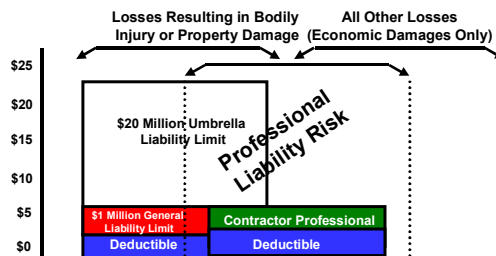 Losses Resulting in Bodily
Injury or Property Damage
All Other Losses
(Economic Damages Only)
$25
$20
$15
$10
$5
$0
$20 Million Umbrella
Liability Limit
Professional
Liability Risk
$1 Million General
Liability Limit
Contractor Professional
Deductible
Deductible